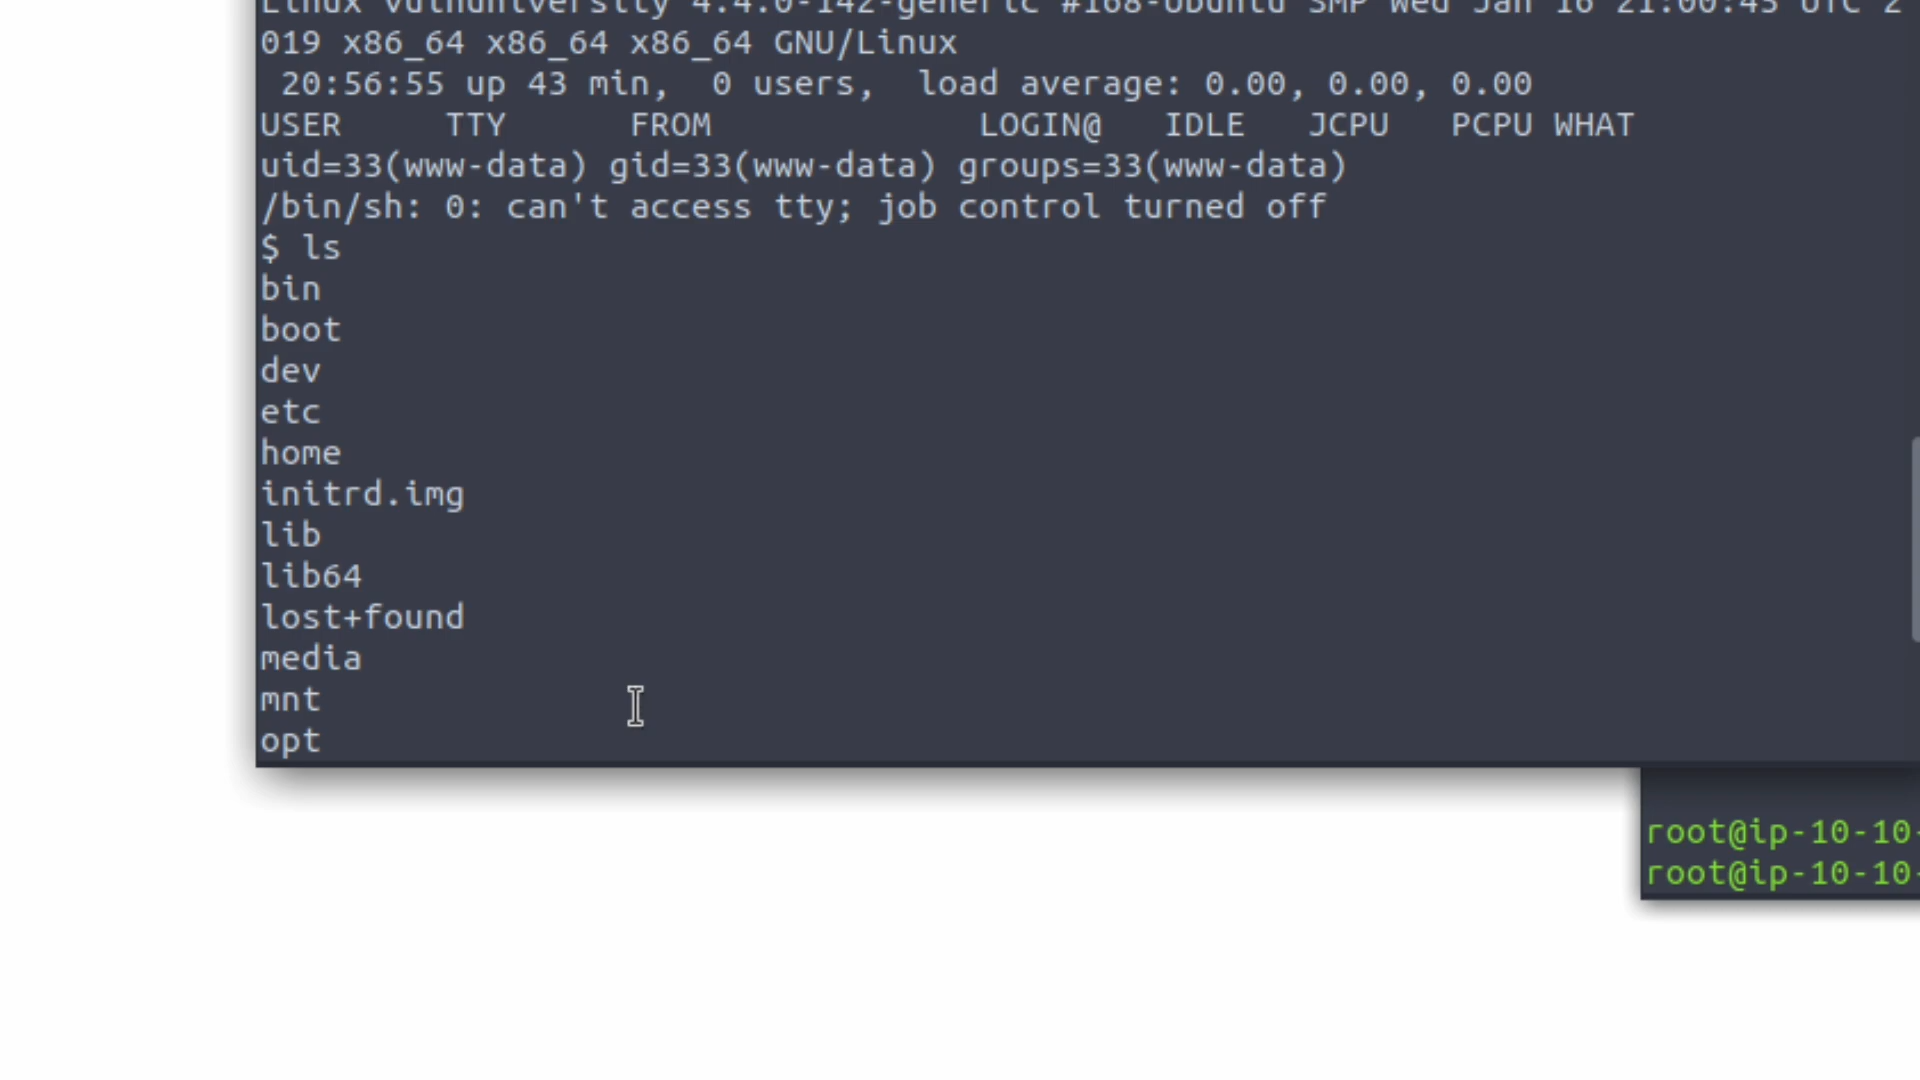 Linux vulnuniversity 4.4.0-142-generic #168-Ubuntu SMP Wed Jan 16 21:00:45 UTC 2
019 x86_64 x86_64 x86_64 GNU/Linux
 20:56:55 up 43 min,  0 users,  load average: 0.00, 0.00, 0.00
USER     TTY      FROM             LOGIN@   IDLE   JCPU   PCPU WHAT
uid=33(www-data) gid=33(www-data) groups=33(www-data)
/bin/sh: 0: can't access tty; job control turned off
$ ls
bin
boot
dev
etc
home
initrd.img
lib
lib64
lost+found
media
mnt
opt
root@ip-10-10-
root@ip-10-10-